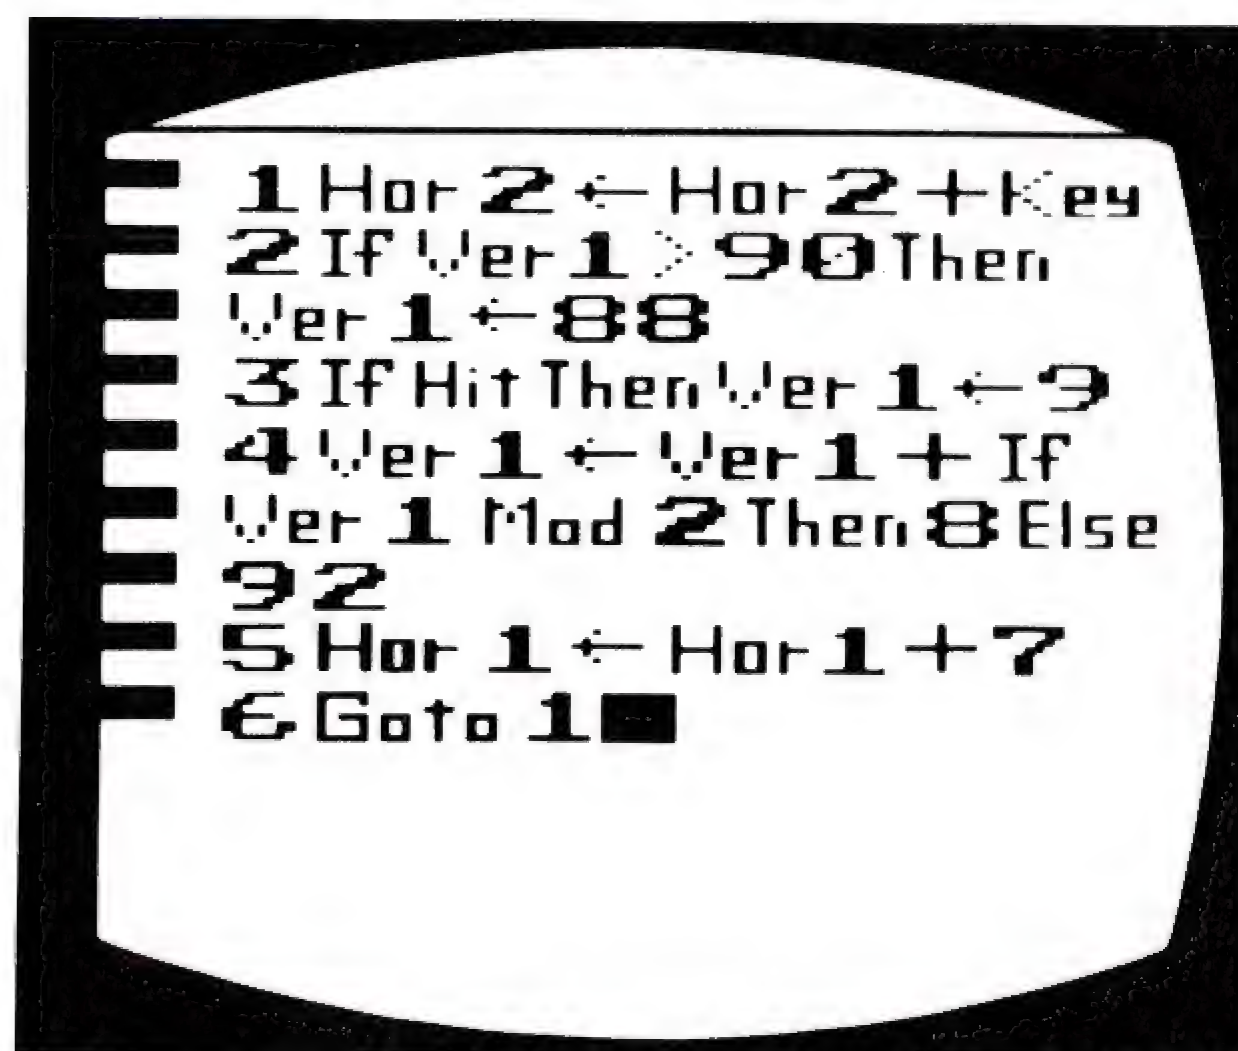 1 Hor 2 ← Hor 2 + Key
2 If Ver 1 > 90 Then
Ver 1 ← 88
3 If Hit Then Ver 1 ← 9
4 Ver 1 ← Ver 1 + If
Ver 1 Mod 2 Then 8 Else
92
5 Hor 1 ← Hor 1 + 7
6 Goto 1